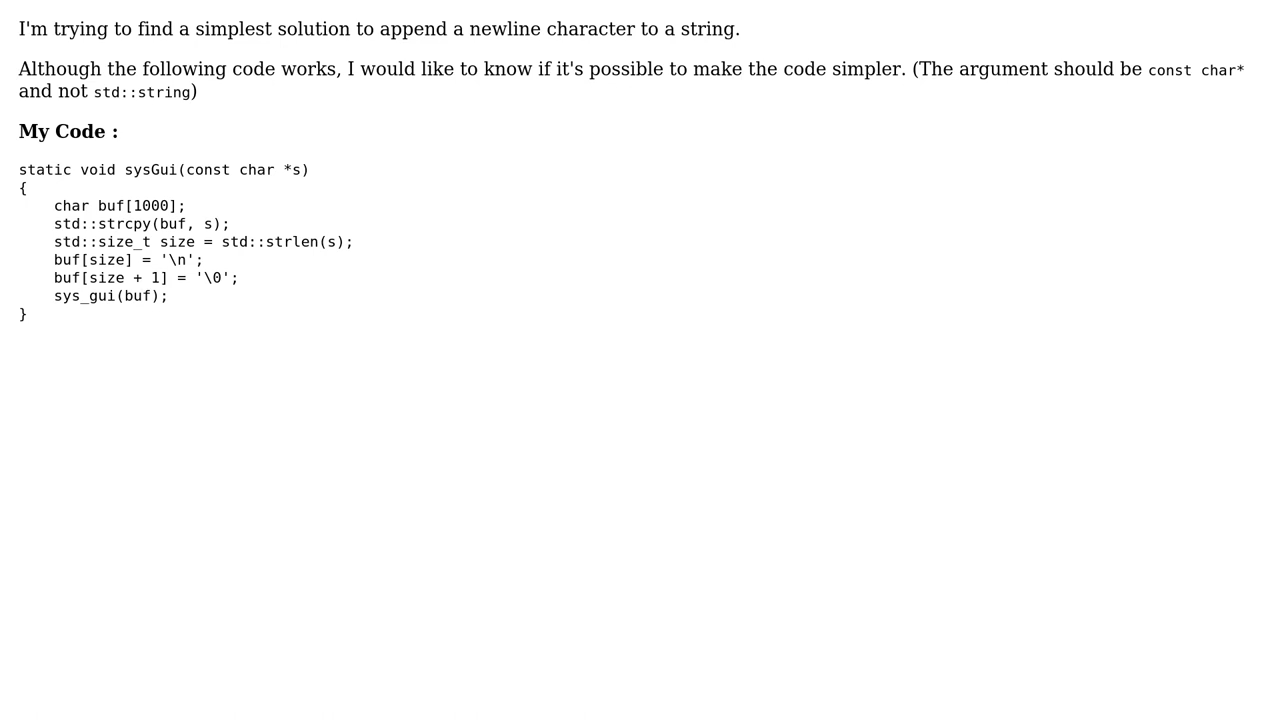 I'm trying to find a simplest solution to append a newline character to a string.
Although the following code works, I would like to know if it's possible to make the code simpler. (The argument should be const char*
and not std::string)
My Code :
static void sysGui(const char *s)
{
    char buf[1000];
    std::strcpy(buf, s);
    std::size_t size = std::strlen(s);
    buf[size] = '\n';
    buf[size + 1] = '\0';
    sys_gui(buf);
}